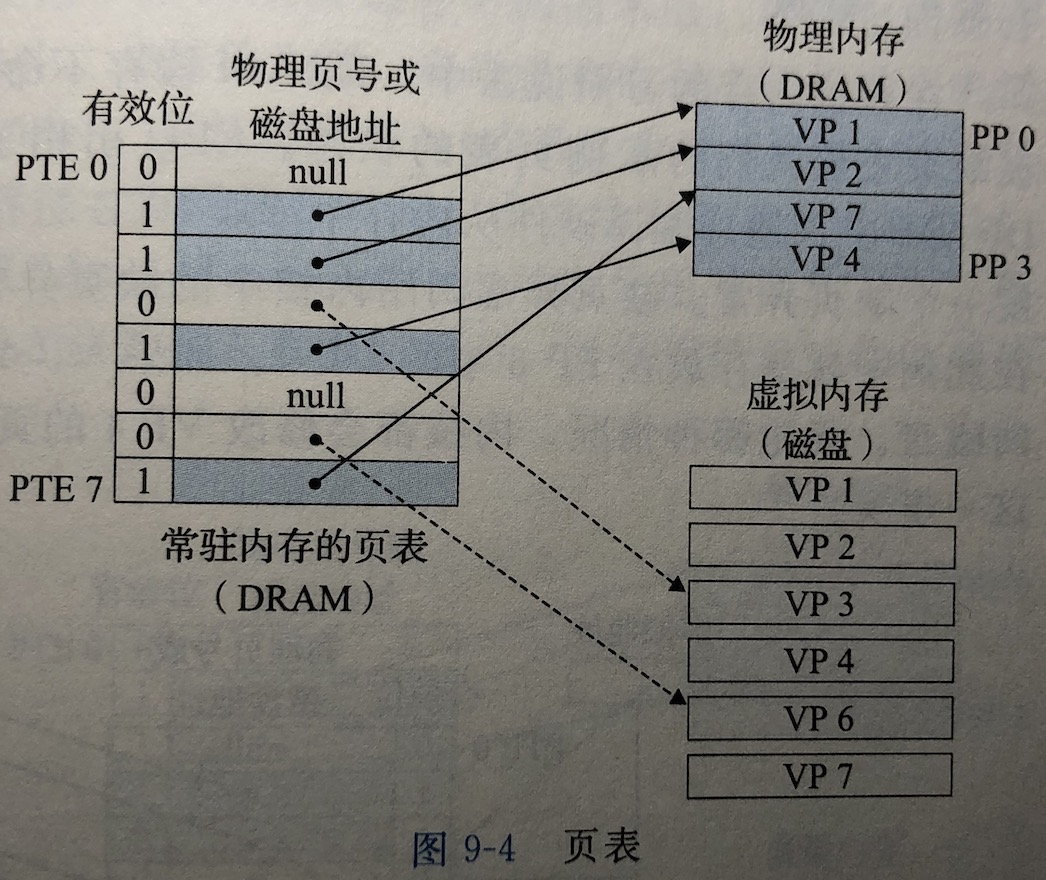 物理页号或
磁盘地址
有效位
PTE 0
0
null
1
1
0
1
0
null
0
PTE 7
1
常驻内存的页表
（DRAM）
物理内存
（DRAM）
VP 1
PP 0
VP 2
VP 7
VP 4
PP 3
虚拟内存
（磁盘）
VP 1
VP 2
VP 3
VP 4
VP 6
VP 7
图 9-4 页表